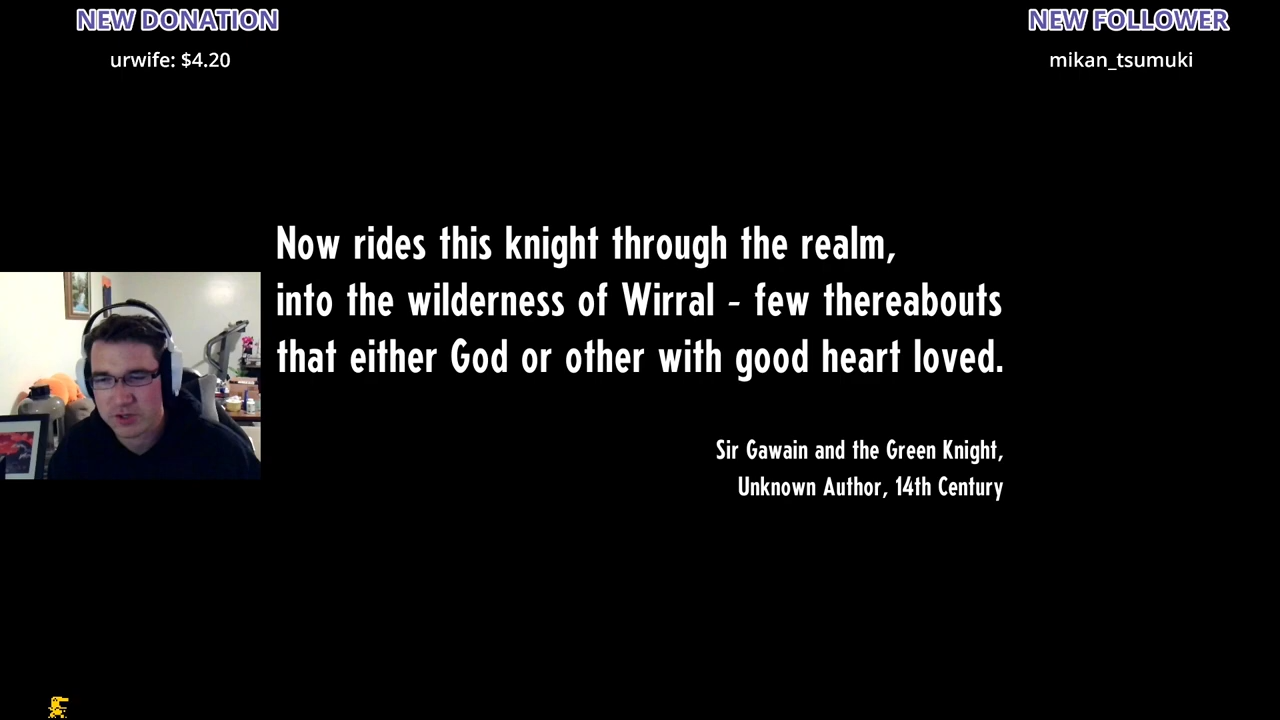 NEW DONATION
urwife: $4.20
NEW FOLLOWER
mikan_tsumuki
Now rides this knight through the realm,
into the wilderness of Wirral - few thereabouts
that either God or other with good heart loved.
Sir Gawain and the Green Knight,
Unknown Author, 14th Century